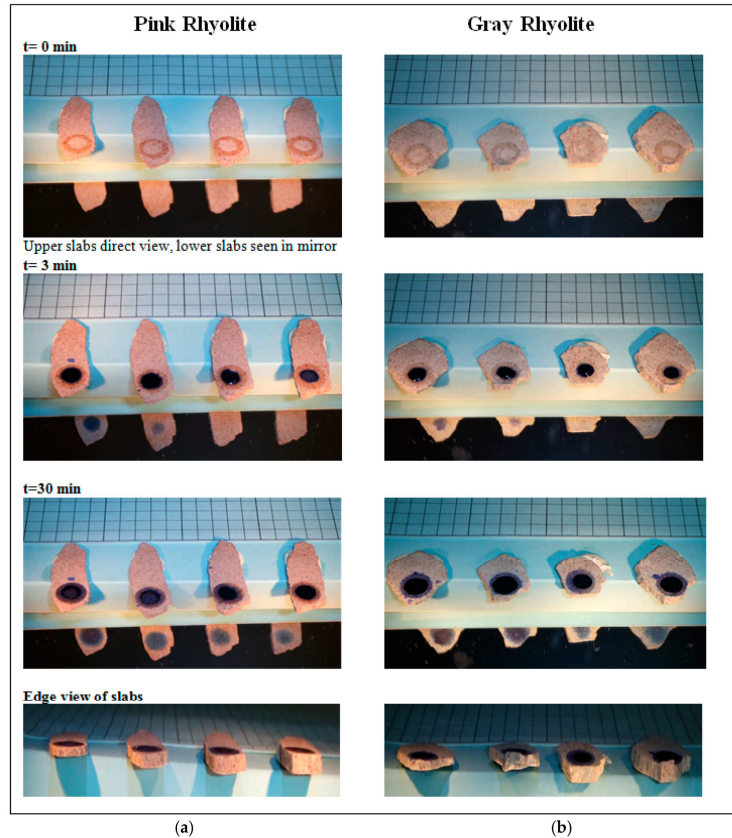 Pink Rhyolite
Gray Rhyolite
t= 0 min
Upper slabs direct view, lower slabs seen in mirror
t= 3 min
t=30 min
Edge view of slabs
(a)
(b)